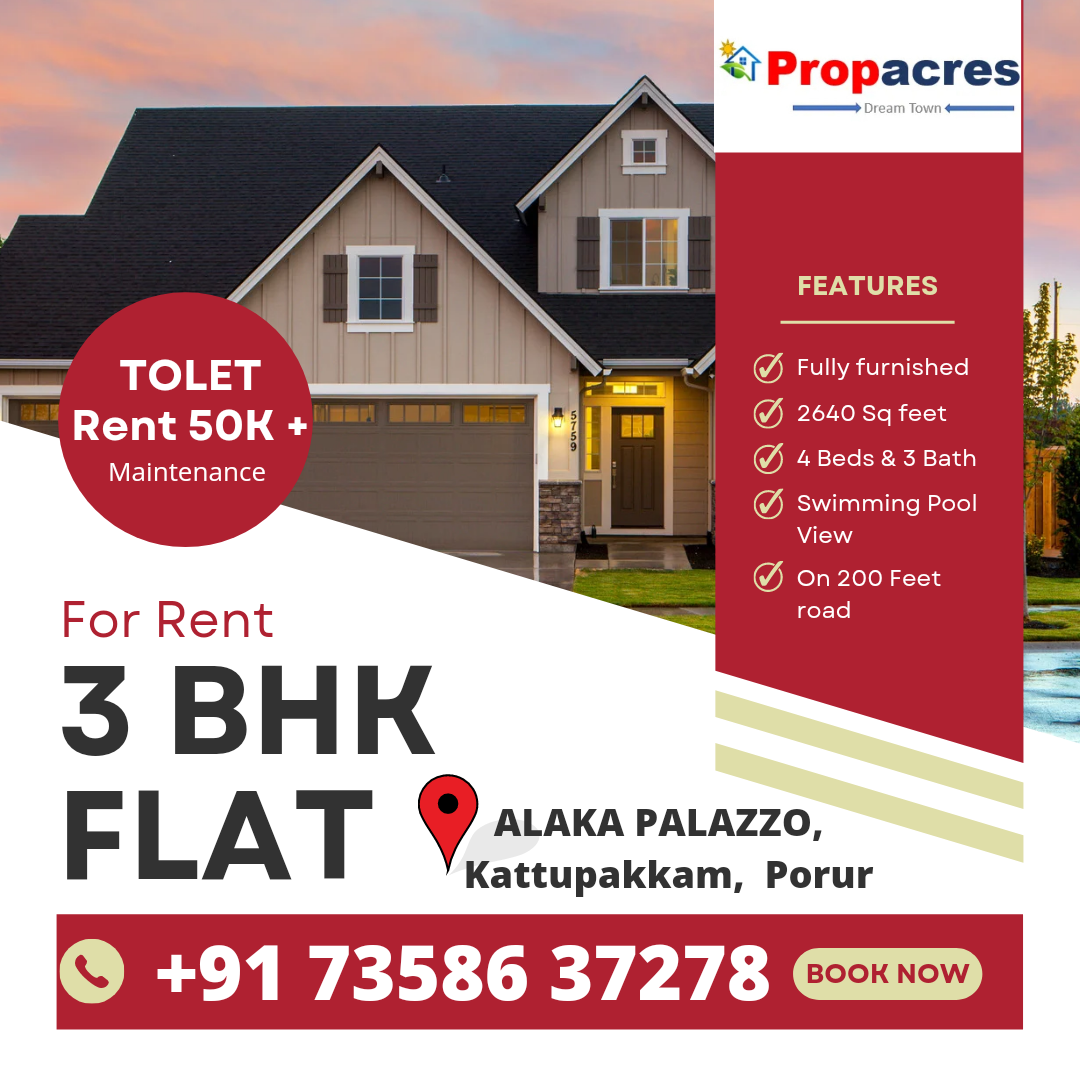 Propacres
Dream Town
FEATURES
Fully furnished
2640 Sq feet
4 Beds & 3 Bath
Swimming Pool
View
On 200 Feet
road
TOLET
Rent 50K +
Maintenance
5759
For Rent
3 BHK
FLAT
ALAKA PALAZZO,
Kattupakkam, Porur
+91 73586 37278
BOOK NOW